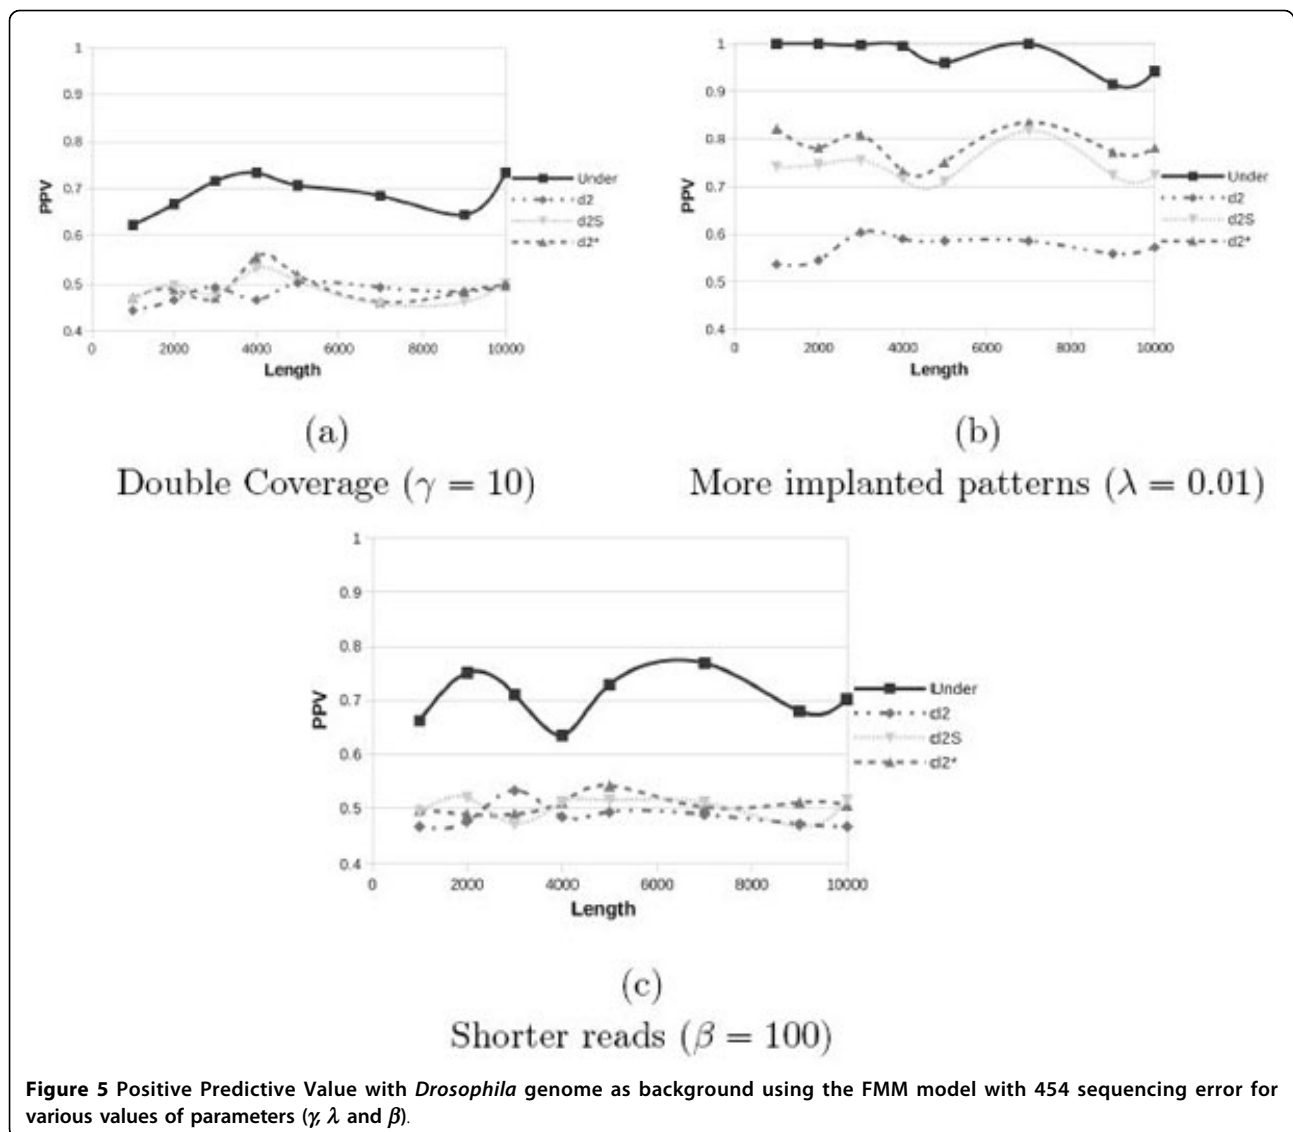 1
0.9
0.8
0.7
0.6
0.5
0.4
PPV
0 2000 4000 6000 8000 10000
Length
Under
d2
d2S
d2*
(a)
Double Coverage (γ = 10)
1
0.9
0.8
0.7
0.6
0.5
0.4
PPV
0 2000 4000 6000 8000 10000
Length
Under
d2
d2S
d2*
(b)
More implanted patterns (λ = 0.01)
1
0.9
0.8
0.7
0.6
0.5
0.4
PPV
0 2000 4000 6000 8000 10000
Length
Under
d2
d2S
d2*
(c)
Shorter reads (β = 100)
Figure 5 Positive Predictive Value with Drosophila genome as background using the FMM model with 454 sequencing error for
various values of parameters (γ, λ and β).